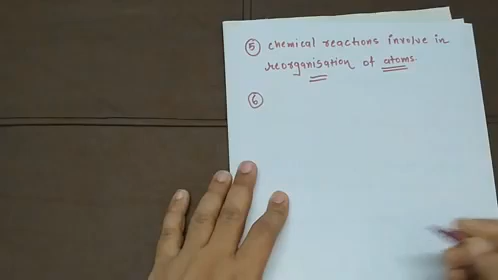 ⑤ chemical reactions involve in
reorganisation of atoms.
⑥